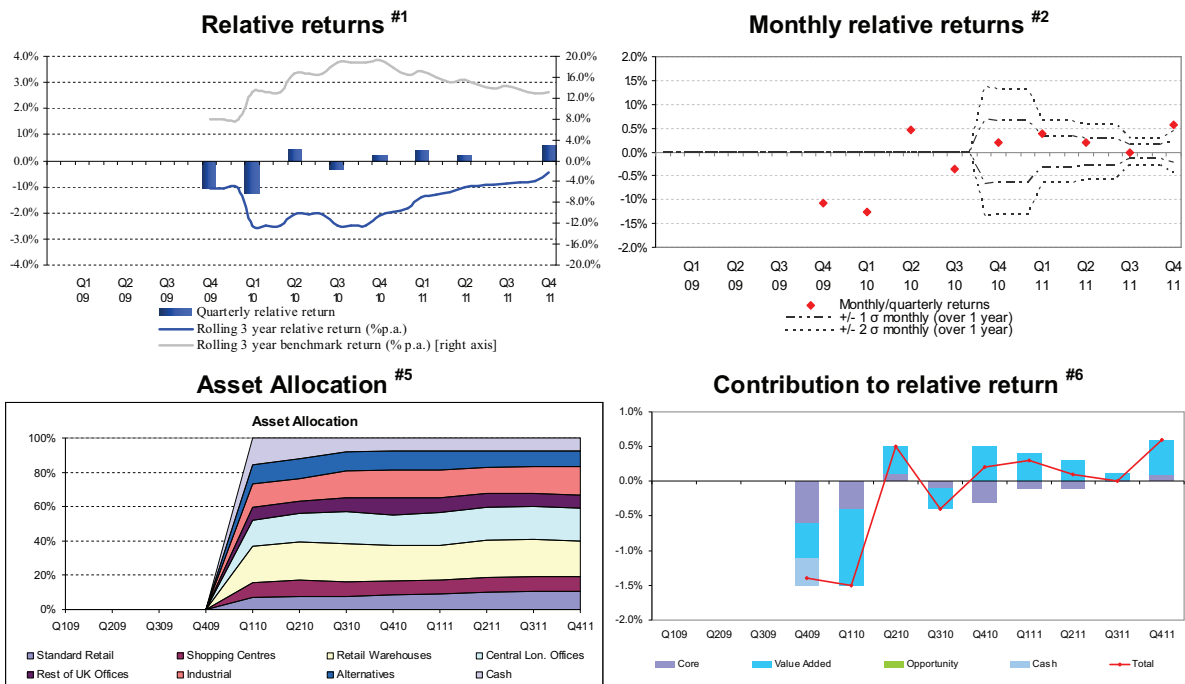 Relative returns #1
4.0%
3.0%
2.0%
1.0%
0.0%
-1.0%
-2.0%
-3.0%
-4.0%
20.0%
16.0%
12.0%
8.0%
4.0%
0.0%
-4.0%
-8.0%
-12.0%
-16.0%
-20.0%
Q1 Q2 Q3 Q4 Q1 Q2 Q3 Q4 Q1 Q2 Q3 Q4
09 09 09 09 10 10 10 10 11 11 11 11
Quarterly relative return
Rolling 3 year relative return (%p.a.)
Rolling 3 year benchmark return (% p.a.) [right axis]
Monthly relative returns #2
2.0%
1.5%
1.0%
0.5%
0.0%
-0.5%
-10%
-1.5%
-2.0%
Q1 Q2 Q3 Q4 Q1 Q2 Q3 Q4 Q1 Q2 Q3 Q4
09 09 09 09 10 10 10 10 11 11 11 11
Monthly/quarterly returns
+/- 1 σ monthly (over 1 year)
+/- 2 σ monthly (over 1 year)
Asset Allocation #5
Asset Allocation
100%
80%
60%
40%
20%
0%
Q109 Q209 Q309 Q409 Q110 Q210 Q310 Q410 Q111 Q211 Q311 Q411
Standard Retail Shopping Centres Retail Warehouses Central Lon. Offices
Rest of UK Offices Industrial Alternatives Cash
Contribution to relative return #6
1.0%
0.5%
0.0%
-0.5%
-1.0%
-1.5%
-2.0%
Q109 Q209 Q309 Q409 Q110 Q210 Q310 Q410 Q111 Q211 Q311 Q411
Core Value Added Opportunity Cash Total